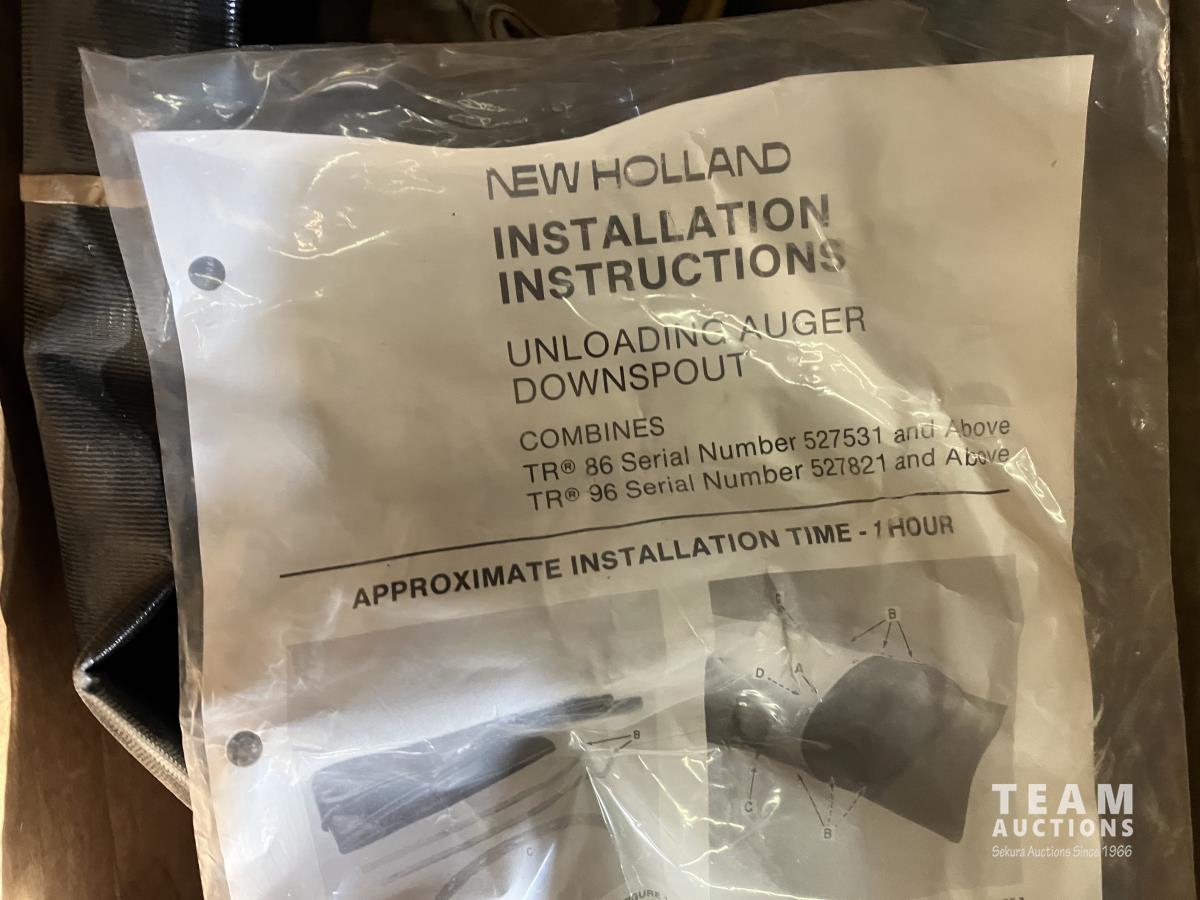 NEW HOLLAND
INSTALLATION
INSTRUCTIONS
UNLOADING AUGER
DOWNSPOUT
COMBINES
TR® 86 Serial Number 527531 and Above
TR® 96 Serial Number 527821 and Above
APPROXIMATE INSTALLATION TIME - 1 HOUR
B
C
C
B
D
A
C
B
TEAM
AUCTIONS
Sekura Auctions Since 1966